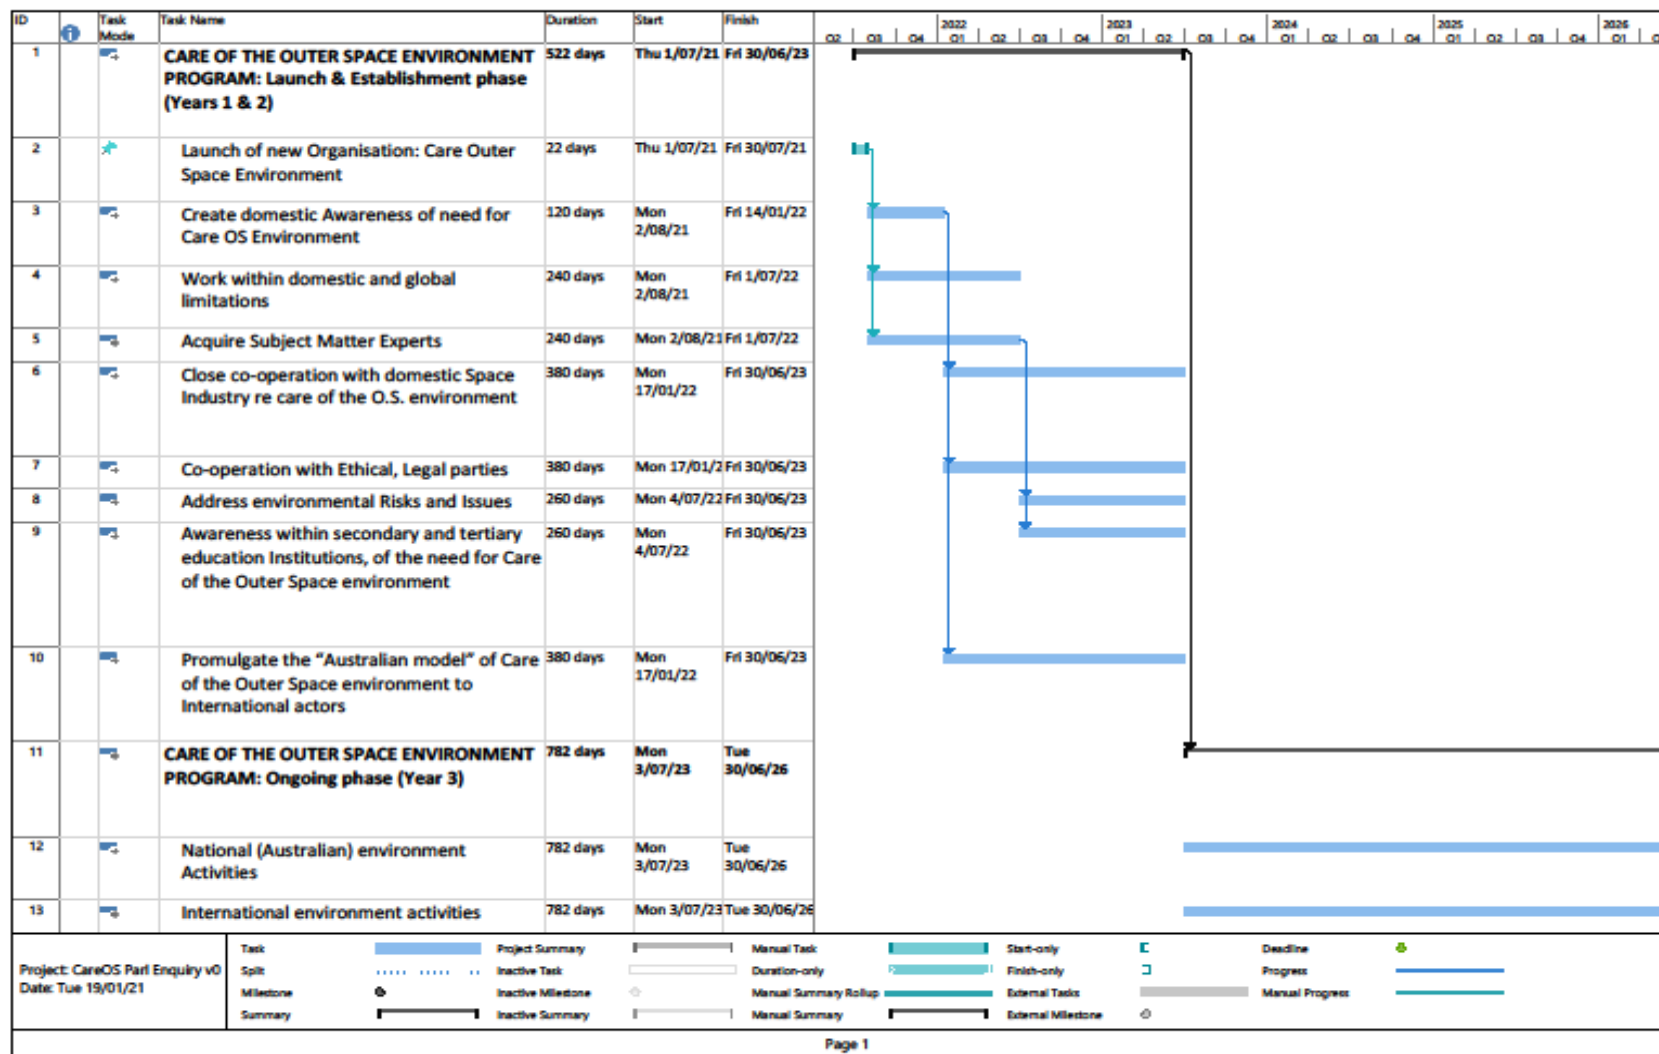 ID Task Mode Task Name Duration Start Finish
2022 2023 2024 2025 2026
Q2 Q3 Q4 Q1 Q2 Q3 Q4 Q1 Q2 Q3 Q4 Q1 Q2 Q3 Q4 Q1 Q2 Q3 Q4 Q1
1 CARE OF THE OUTER SPACE ENVIRONMENT 522 days Thu 1/07/21 Fri 30/06/23
PROGRAM: Launch & Establishment phase
(Years 1 & 2)
2 Launch of new Organisation: Care Outer 22 days Thu 1/07/21 Fri 30/07/21
Space Environment
3 Create domestic Awareness of need for 120 days Mon Fri 14/01/22
Care OS Environment 2/08/21
4 Work within domestic and global 240 days Mon Fri 1/07/22
limitations 2/08/21
5 Acquire Subject Matter Experts 240 days Mon 2/08/21 Fri 1/07/22
6 Close co-operation with domestic Space 380 days Mon Fri 30/06/23
Industry re care of the O.S. environment 17/01/22
7 Co-operation with Ethical, Legal parties 380 days Mon 17/01/2 Fri 30/06/23
8 Address environmental Risks and Issues 260 days Mon 4/07/22 Fri 30/06/23
9 Awareness within secondary and tertiary 260 days Mon Fri 30/06/23
education Institutions, of the need for Care 4/07/22
of the Outer Space environment
10 Promulgate the “Australian model” of Care 380 days Mon Fri 30/06/23
of the Outer Space environment to 17/01/22
International actors
11 CARE OF THE OUTER SPACE ENVIRONMENT 782 days Mon Tue
PROGRAM: Ongoing phase (Year 3) 3/07/23 30/06/26
12 National (Australian) environment 782 days Mon Tue
Activities 3/07/23 30/06/26
13 International environment activities 782 days Mon 3/07/23 Tue 30/06/26
Project: CareOS Parl Enquiry v0
Date: Tue 19/01/21
Task Project Summary Manual Task Start-only Deadline
Split Inactive Task Duration-only Finish-only Progress
Milestone Inactive Milestone Manual Summary Rollup External Tasks Manual Progress
Summary Inactive Summary Manual Summary External Milestone
Page 1